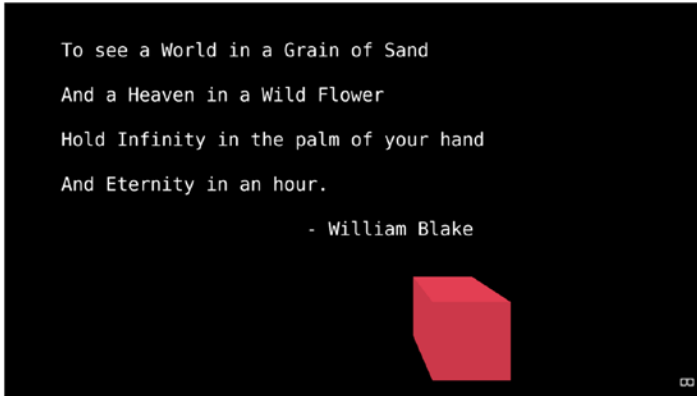 To see a World in a Grain of Sand
And a Heaven in a Wild Flower
Hold Infinity in the palm of your hand
And Eternity in an hour.
- William Blake